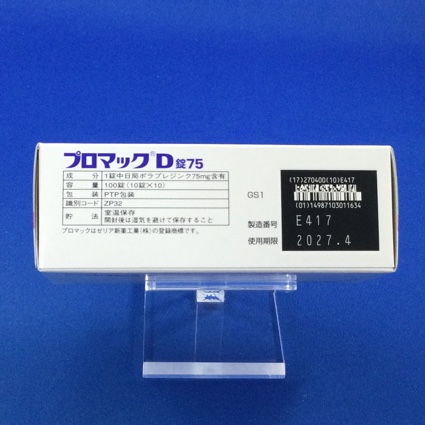 プロマック®D錠75
成　分 1錠中日局ポラプレジンク75mg含有
容　量 100錠（10錠×10）
包　装 PTP包装
識別コード ZP32
貯　法 室温保存
開封後は湿気を避けて保存すること
プロマックはゼリア新薬工業（株）の登録商標です。
GS1
(17)270400(10)E417
(01)14987103011634
製造番号 E417
使用期限 2027.4